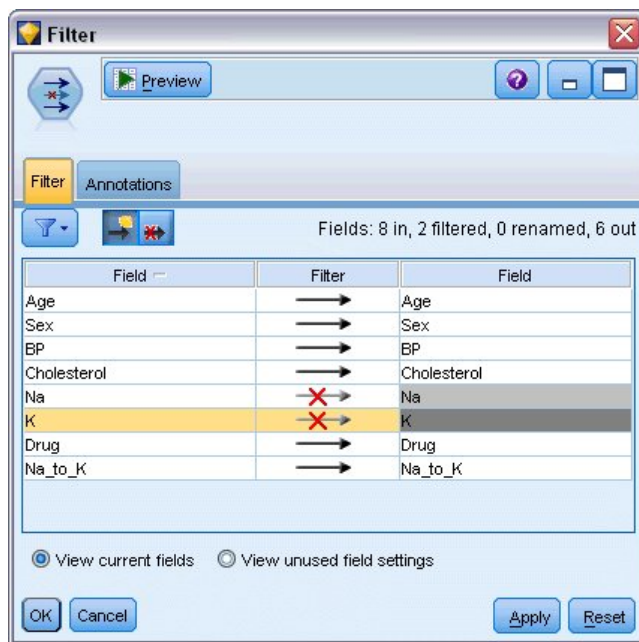 Filter
Preview
Filter Annotations
Fields: 8 in, 2 filtered, 0 renamed, 6 out
Field Filter Field
Age Age
Sex Sex
BP BP
Cholesterol Cholesterol
Na Na
K K
Drug Drug
Na_to_K Na_to_K
View current fields View unused field settings
OK Cancel Apply Reset